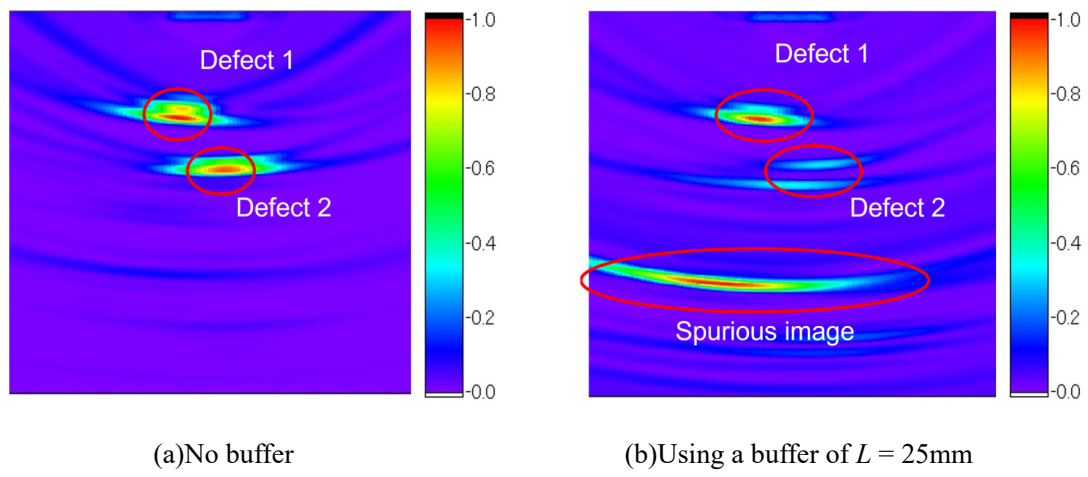 Defect 1
Defect 2
-1.0
-0.8
-0.6
-0.4
-0.2
-0.0
Defect 1
Defect 2
Spurious image
-1.0
-0.8
-0.6
-0.4
-0.2
-0.0
(a)No buffer
(b)Using a buffer of L = 25mm